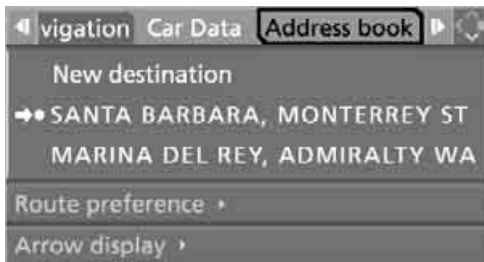 vigation Car Data Address book
New destination
SANTA BARBARA, MONTERREY ST
MARINA DEL REY, ADMIRALTY WA
Route preference
Arrow display